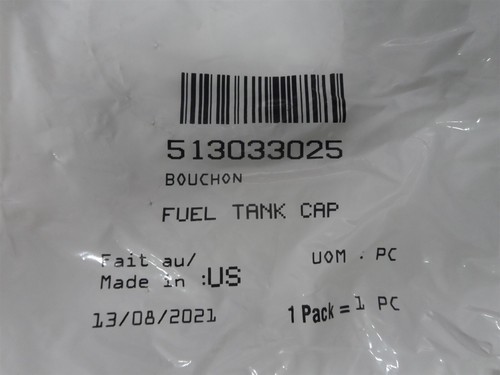 513033025
BOUCHON
FUEL TANK CAP
Fait au/
Made in :US
UOM . PC
13/08/2021
1 Pack = 1 PC